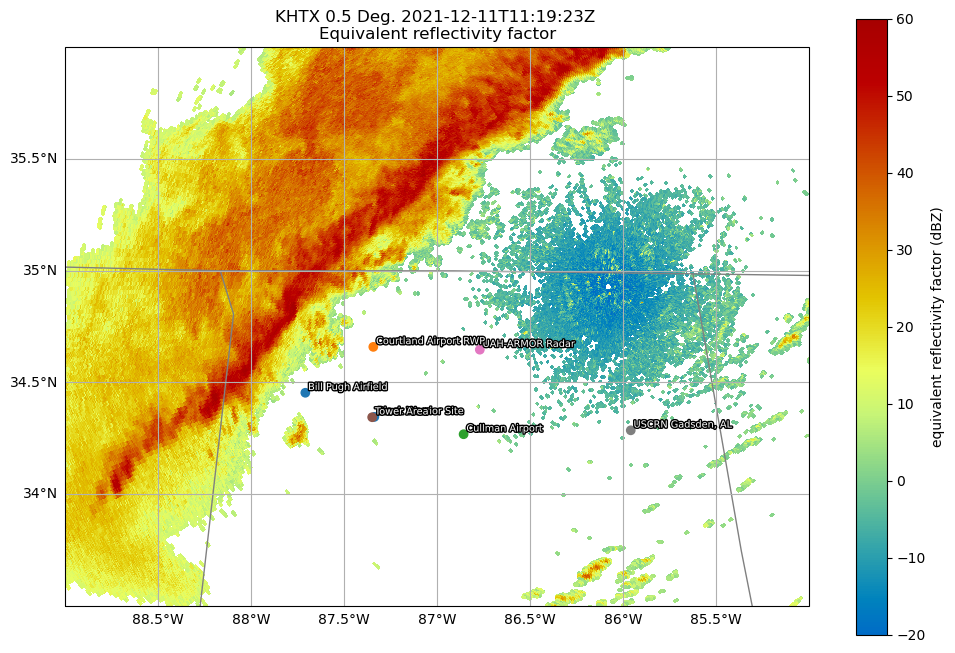 KHTX 0.5 Deg. 2021-12-11T11:19:23Z
Equivalent reflectivity factor
35.5°N
35°N
34.5°N
34°N
88.5°W 88°W 87.5°W 87°W 86.5°W 86°W 85.5°W
Courtland Airport RWP
UAH-ARMOR Radar
Bill Pugh Airfield
Tower
Site
Cullman Airport
USCRN Gadsden, AL
60
50
40
30
20
10
0
−10
−20
equivalent reflectivity factor (dBZ)